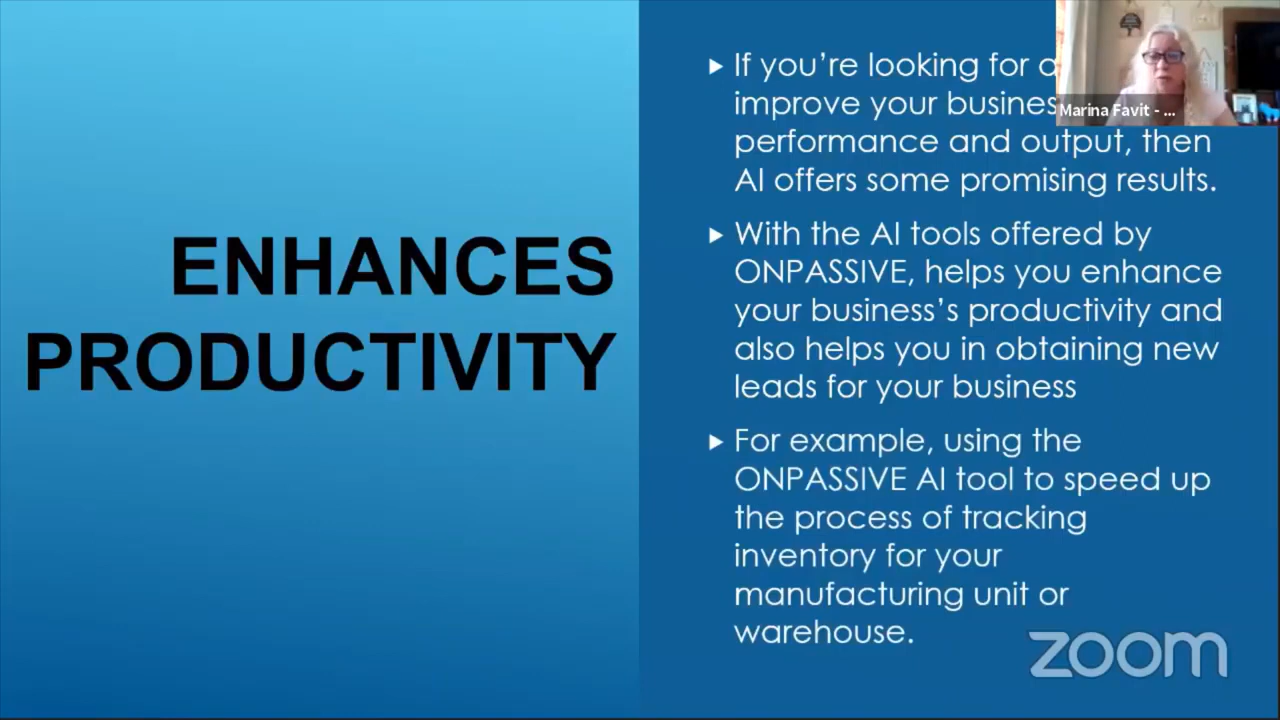 ENHANCES
PRODUCTIVITY
If you're looking for
improve your busines
performance and output, then
AI offers some promising results.
With the AI tools offered by
ONPASSIVE, helps you enhance
your business's productivity and
also helps you in obtaining new
leads for your business
For example, using the
ONPASSIVE AI tool to speed up
the process of tracking
inventory for your
manufacturing unit or
warehouse.
Marina Favit - ...
zoom